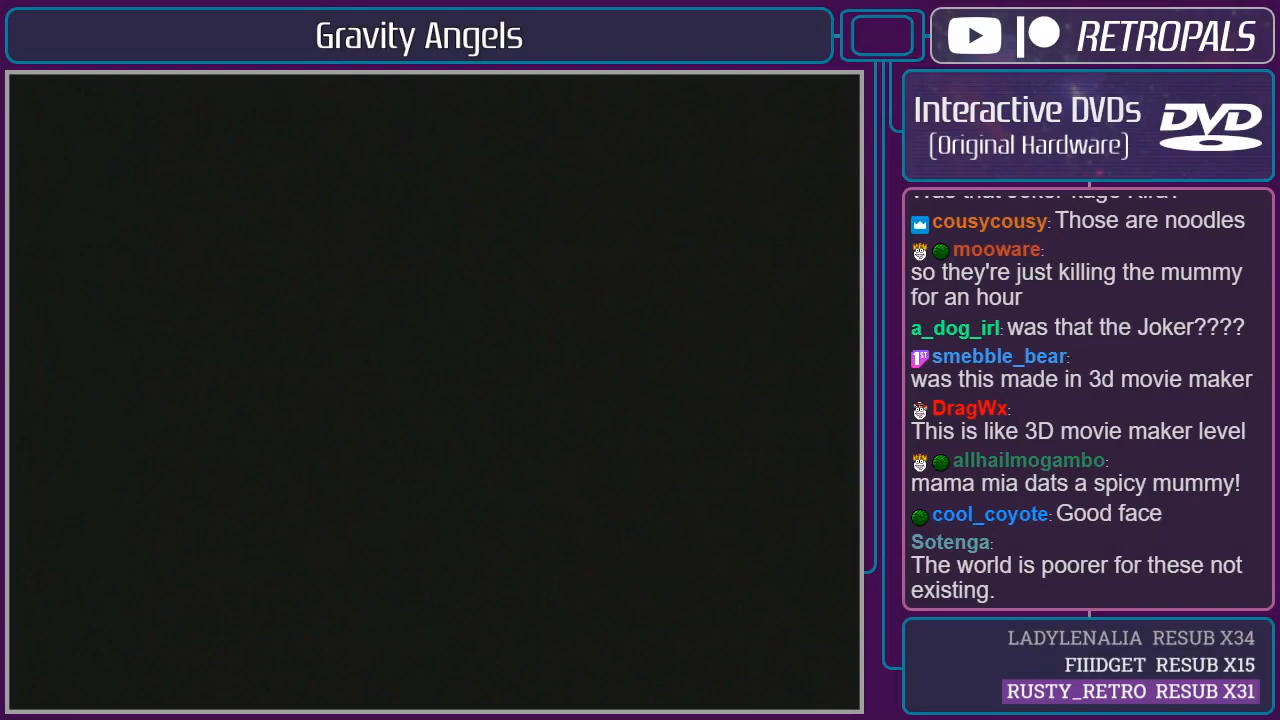 Gravity Angels
RETROPALS
Interactive DVDs
(Original Hardware)
DVD
cousycousy: Those are noodles
mooware:
so they're just killing the mummy
for an hour
a_dog_irl: was that the Joker????
1ST smebble_bear:
was this made in 3d movie maker
DragWx:
This is like 3D movie maker level
allhailmogambo:
mama mia dats a spicy mummy!
cool_coyote: Good face
Sotenga:
The world is poorer for these not
existing.
LADYLENALIA RESUB X34
FIIIDGET RESUB X15
RUSTY_RETRO RESUB X31